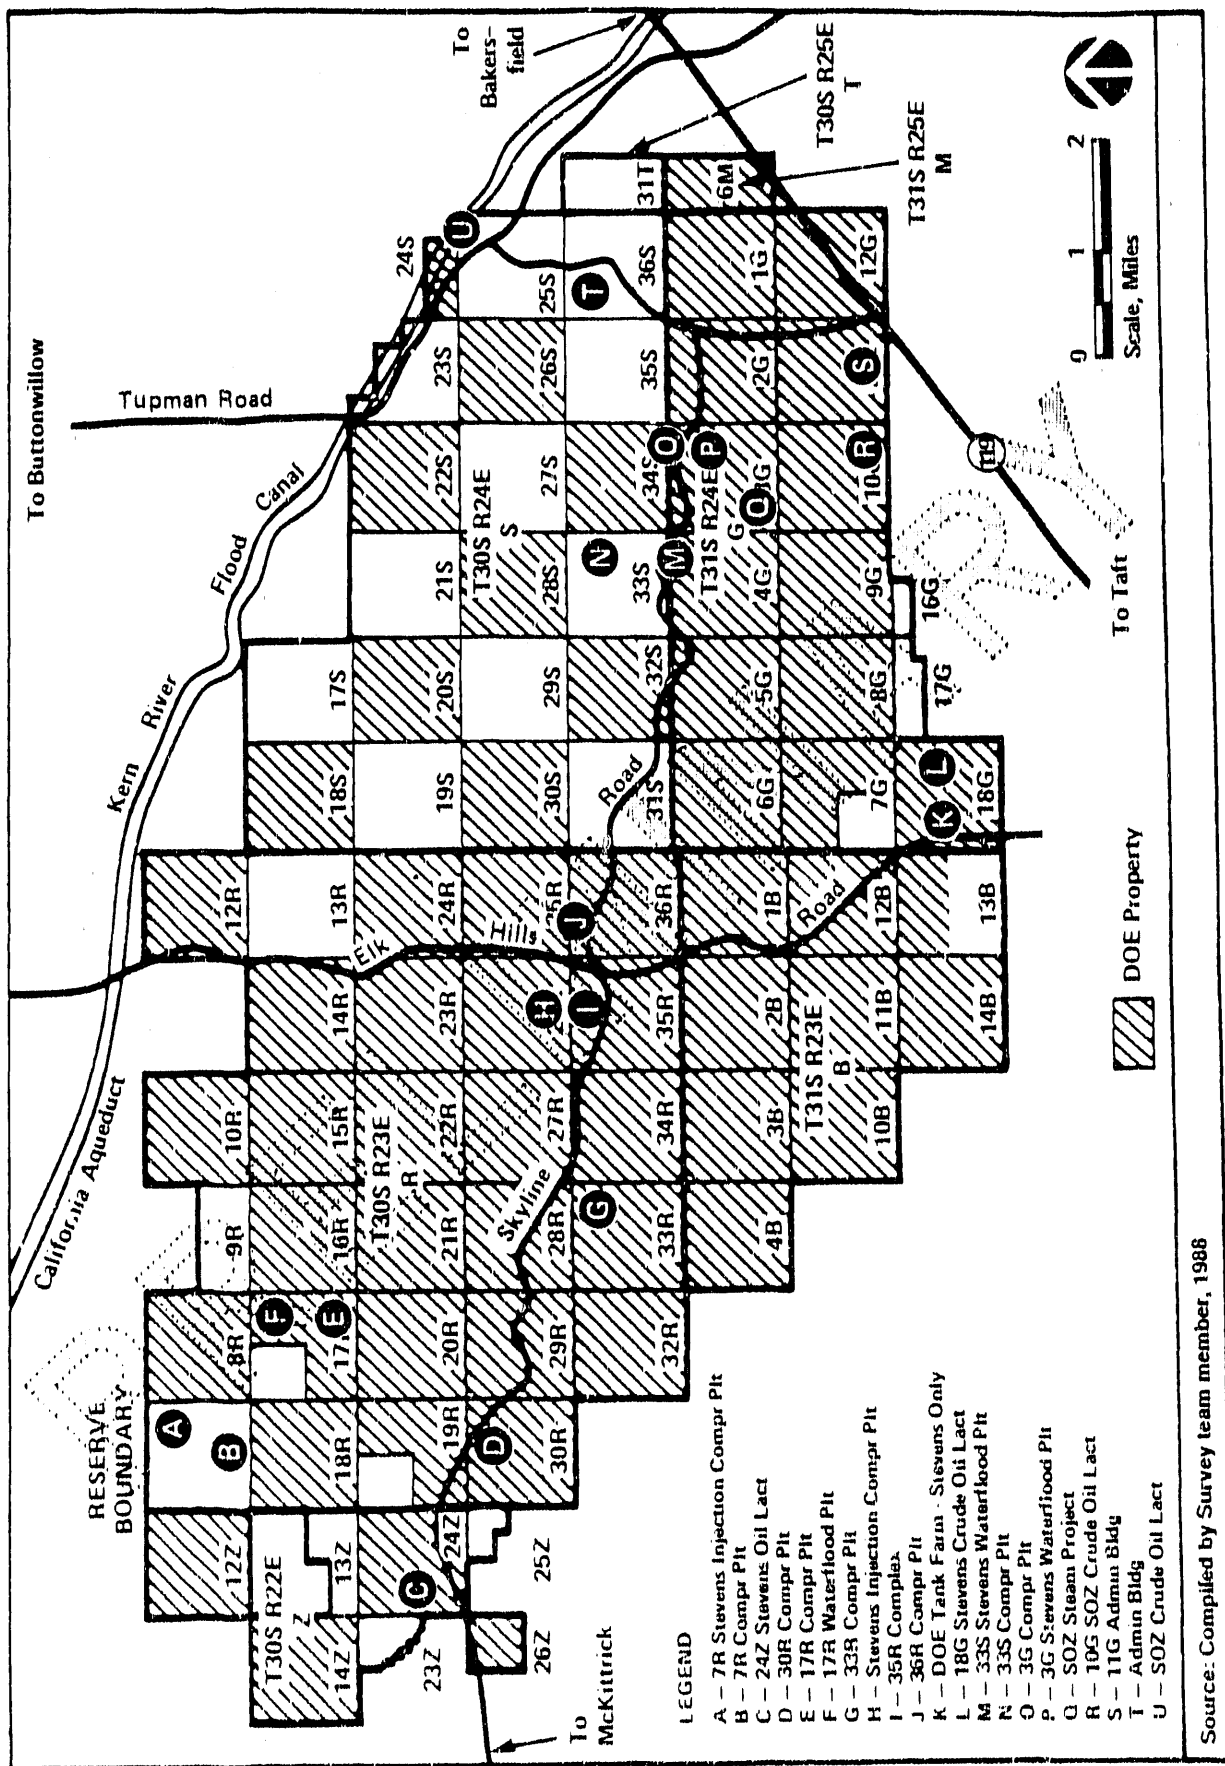 To Buttonwillow
Tupman Road
Kern River Flood Canal
California Aqueduct
To
Bakers-
field
RESERVE
BOUNDARY
T30S R25E
T
T31S R25E
M
T30S R24E
S
T31S R24E
G
T30S R23E
R
T31S R23E
B
T30S R22E
Z
12Z
13Z
14Z
23Z
24Z
25Z
26Z
8R
9R
10R
12R
13R
14R
15R
16R
17
18R
19R
20R
21R
22R
23R
24R
27R
28R
29R
30R
32R
33R
34R
35R
36R
17S
18S
19S
20S
21S
22S
23S
24S
25S
26S
27S
28S
29S
30S
31S
32S
33S
34S
35S
36S
31T
6M
1G
2G
4G
5G
6G
7G
8G
9G
10
12G
16G
17G
18G
1B
2B
3B
4B
10B
11B
12B
13B
14B
A
B
C
D
E
F
G
H
I
J
K
L
M
N
O
P
Q
R
S
T
U
Elk Hills Road
Skyline Road
119
To Taft
To
McKittrick
0 1 2
Scale, Miles
DOE Property
LEGEND
A – 7R Stevens Injection Compr Plt
B – 7R Compr Plt
C – 24Z Stevens Oil Lact
D – 30R Compr Plt
E – 17R Compr Plt
F – 17R Waterflood Plt
G – 33R Compr Plt
H – Stevens Injection Compr Plt
I – 35R Complex
J – 36R Compr Plt
K – DOE Tank Farm - Stevens Only
L – 18G Stevens Crude Oil Lact
M – 33S Stevens Waterflood Plt
N – 33S Compr Plt
O – 3G Compr Plt
P – 3G Stevens Waterflood Plt
Q – SOZ Steam Project
R – 10G SOZ Crude Oil Lact
S – 11G Admin Bldg
T – Admin Bldg
U – SOZ Crude Oil Lact
Source: Compiled by Survey team member, 1988